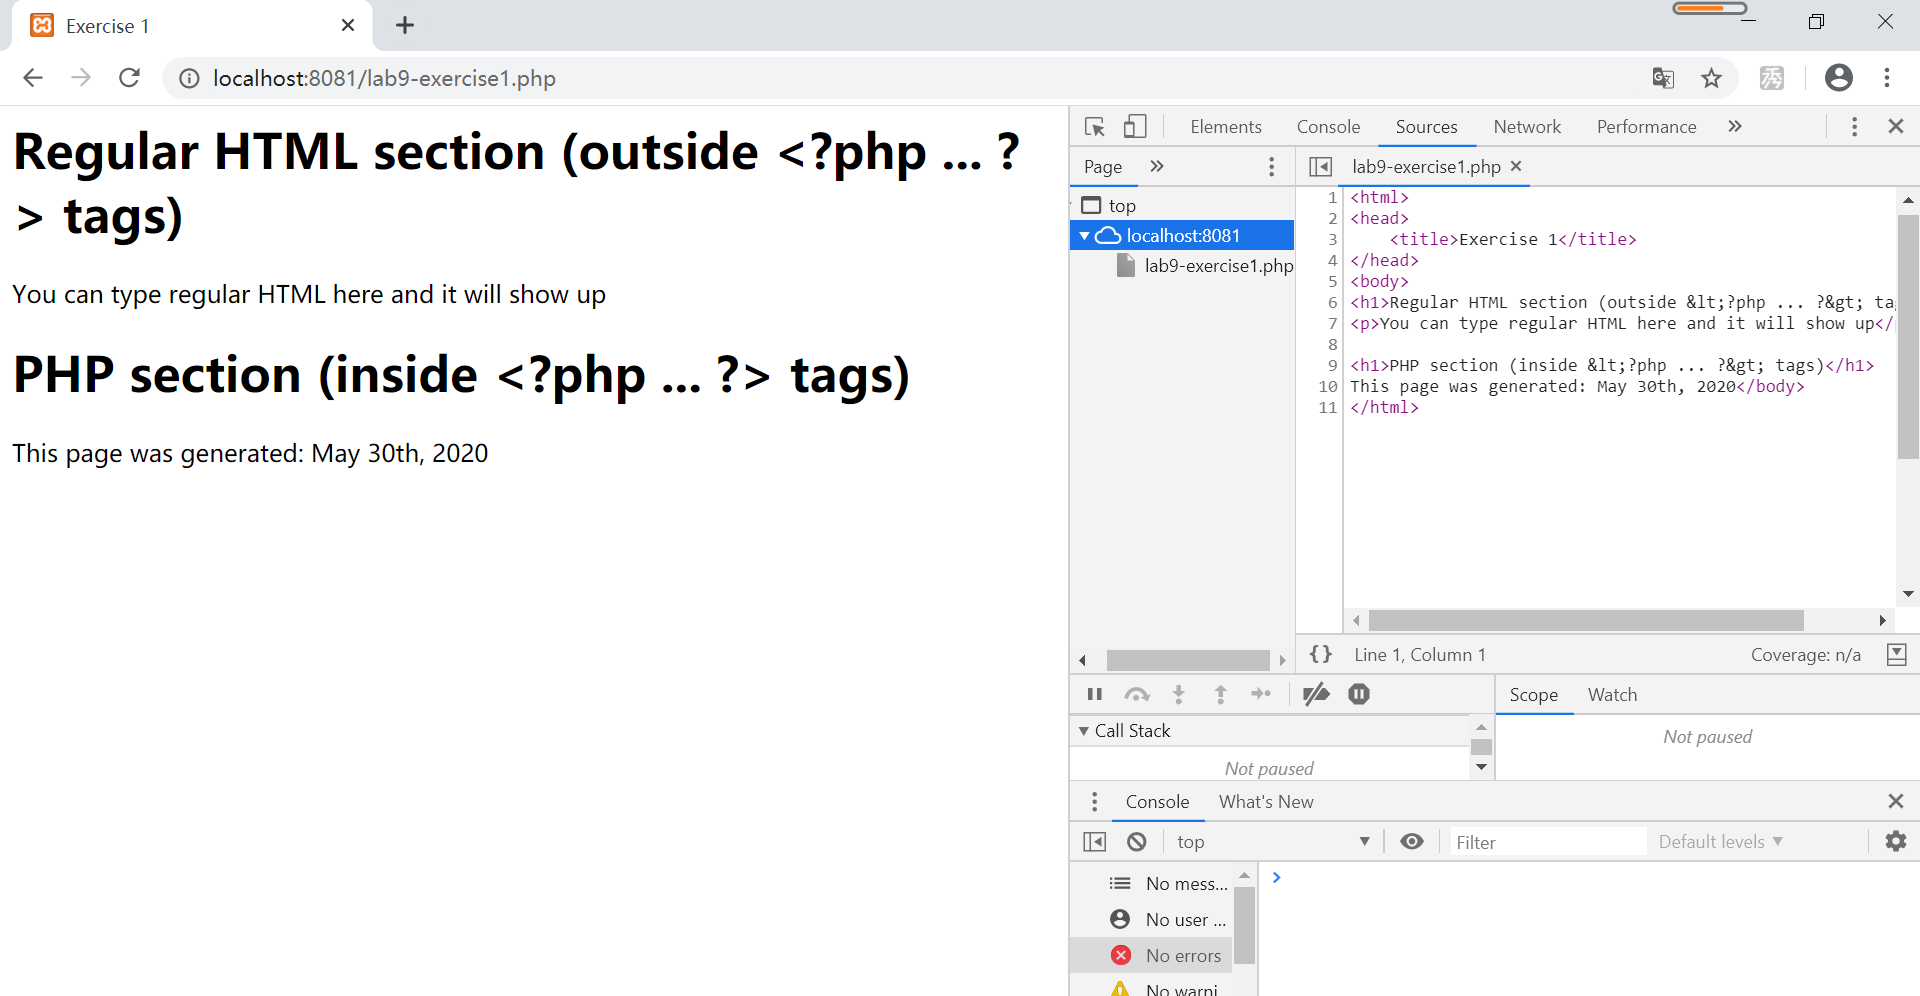 Exercise 1
localhost:8081/lab9-exercise1.php
秀
Regular HTML section (outside <?php ... ?
> tags)
You can type regular HTML here and it will show up
PHP section (inside <?php ... ?> tags)
This page was generated: May 30th, 2020
Elements Console Sources Network Performance »
Page »
top
localhost:8081
lab9-exercise1.php
lab9-exercise1.php
1 <html>
2 <head>
3 <title>Exercise 1</title>
4 </head>
5 <body>
6 <h1>Regular HTML section (outside &lt;?php ... ?&gt; ta
7 <p>You can type regular HTML here and it will show up</
8
9 <h1>PHP section (inside &lt;?php ... ?&gt; tags)</h1>
10 This page was generated: May 30th, 2020</body>
11 </html>
{} Line 1, Column 1 Coverage: n/a
Scope Watch
Call Stack
Not paused
Not paused
Console What's New
top Filter Default levels
No mess...
No user ...
No errors
No warni